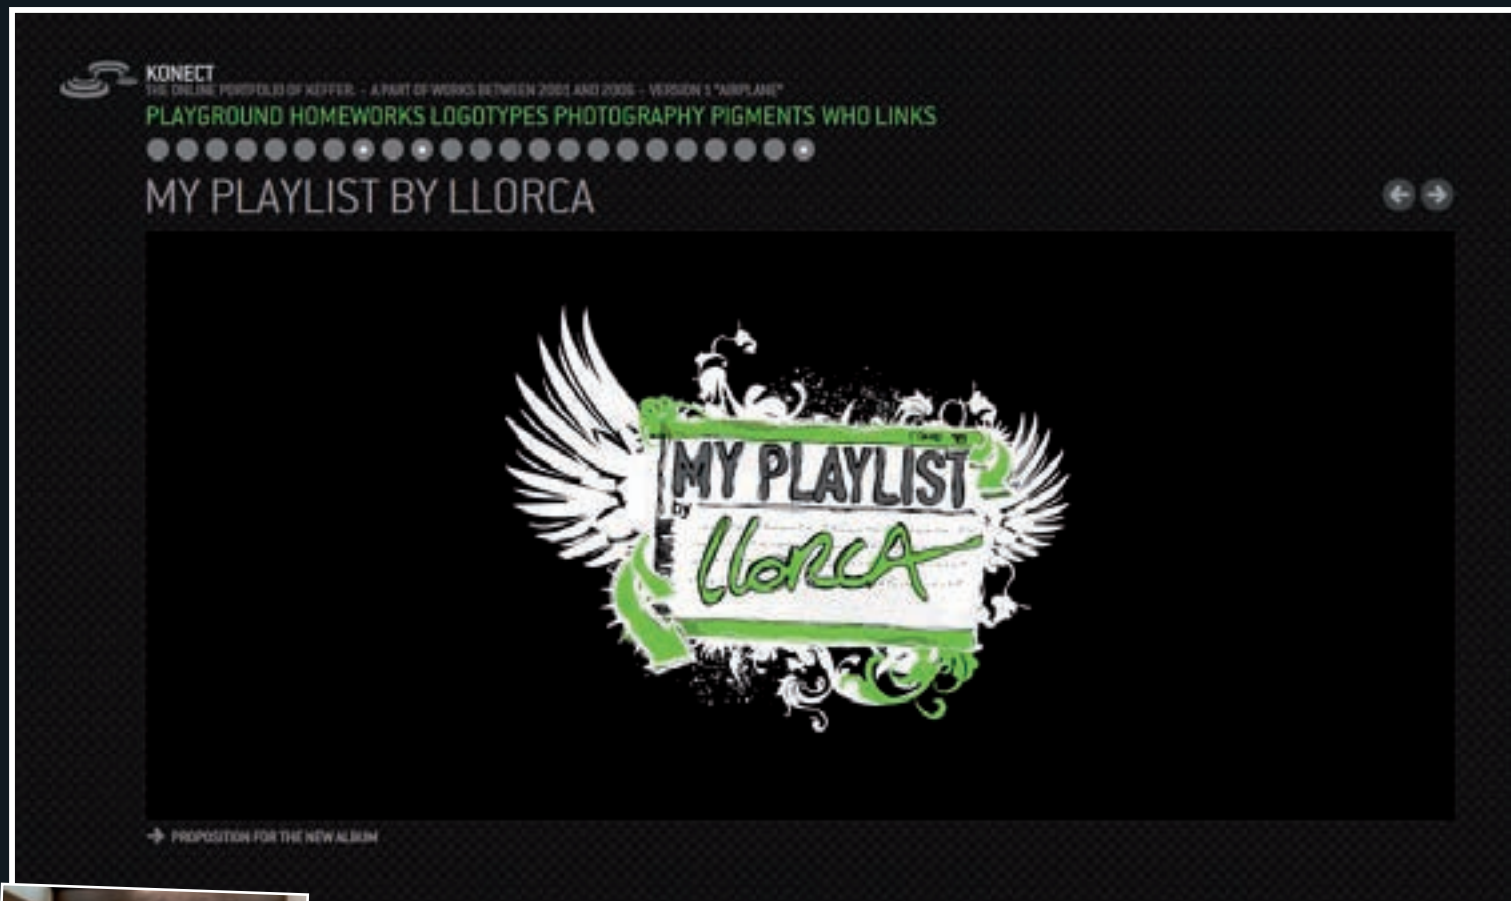 KONECT
THE ONLINE PORTFOLIO OF KEFFER. - A PART OF WORKS BETWEEN 2001 AND 2006 - VERSION 1 "AIRPLANE"
PLAYGROUND HOMEWORKS LOGOTYPES PHOTOGRAPHY PIGMENTS WHO LINKS
MY PLAYLIST BY LLORCA
MY PLAYLIST
by
LLORCA
PROPOSITION FOR THE NEW ALBUM